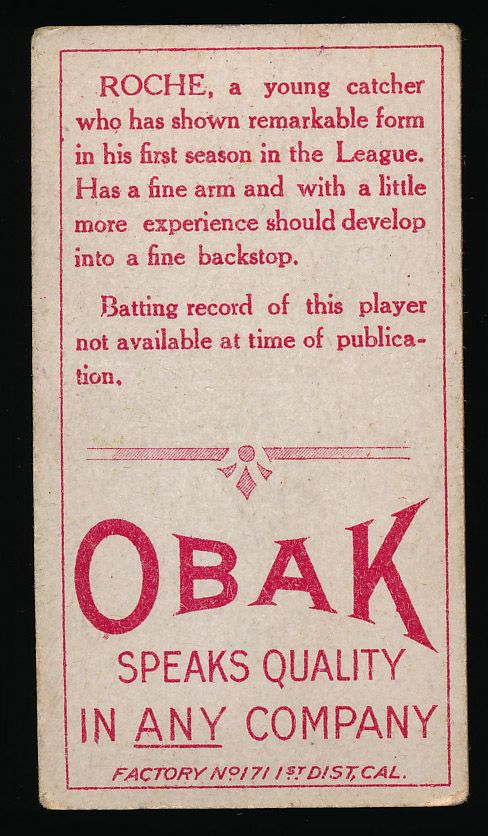 ROCHE, a young catcher
who has shown remarkable form
in his first season in the League.
Has a fine arm and with a little
more experience should develop
into a fine backstop.
Batting record of this player
not available at time of publica-
tion.
OBAK
SPEAKS QUALITY
IN ANY COMPANY
FACTORY Nº 171 1ST DIST, CAL.